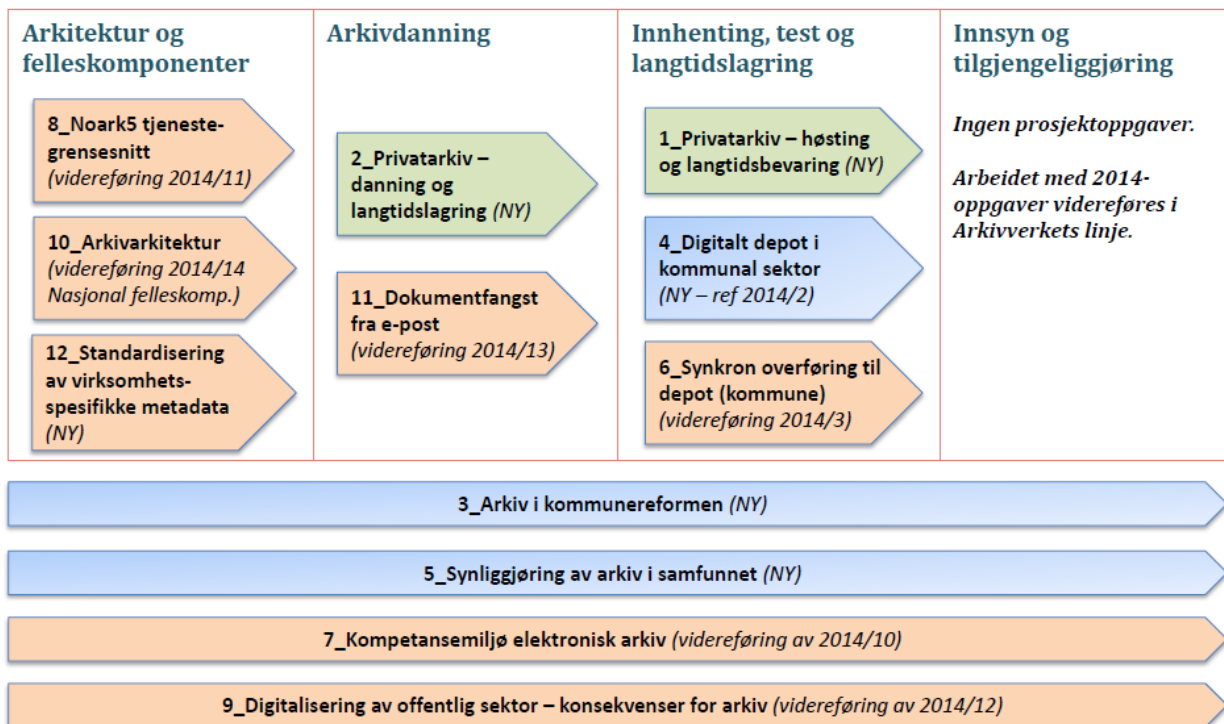 Arkitektur og
felleskomponenter
8_Noark5 tjeneste-
grensesnitt
(videreføring 2014/11)
10_Arkivarkitektur
(videreføring 2014/14
Nasjonal felleskomp.)
12_Standardisering
av virksomhets-
spesifikke metadata
(NY)
Arkivdanning
2_Privatarkiv –
danning og
langtidslagring (NY)
11_Dokumentfangst
fra e-post
(videreføring 2014/13)
Innhenting, test og
langtidslagring
1_Privatarkiv – høsting
og langtidsbevaring (NY)
4_Digitalt depot i
kommunal sektor
(NY – ref 2014/2)
6_Synkron overføring til
depot (kommune)
(videreføring 2014/3)
Innsyn og
tilgjengeliggjøring
Ingen prosjektoppgaver.
Arbeidet med 2014-
oppgaver videreføres i
Arkivverkets linje.
3_Arkiv i kommunereformen (NY)
5_Synliggjøring av arkiv i samfunnet (NY)
7_Kompetansemiljø elektronisk arkiv (videreføring av 2014/10)
9_Digitalisering av offentlig sektor – konsekvenser for arkiv (videreføring av 2014/12)